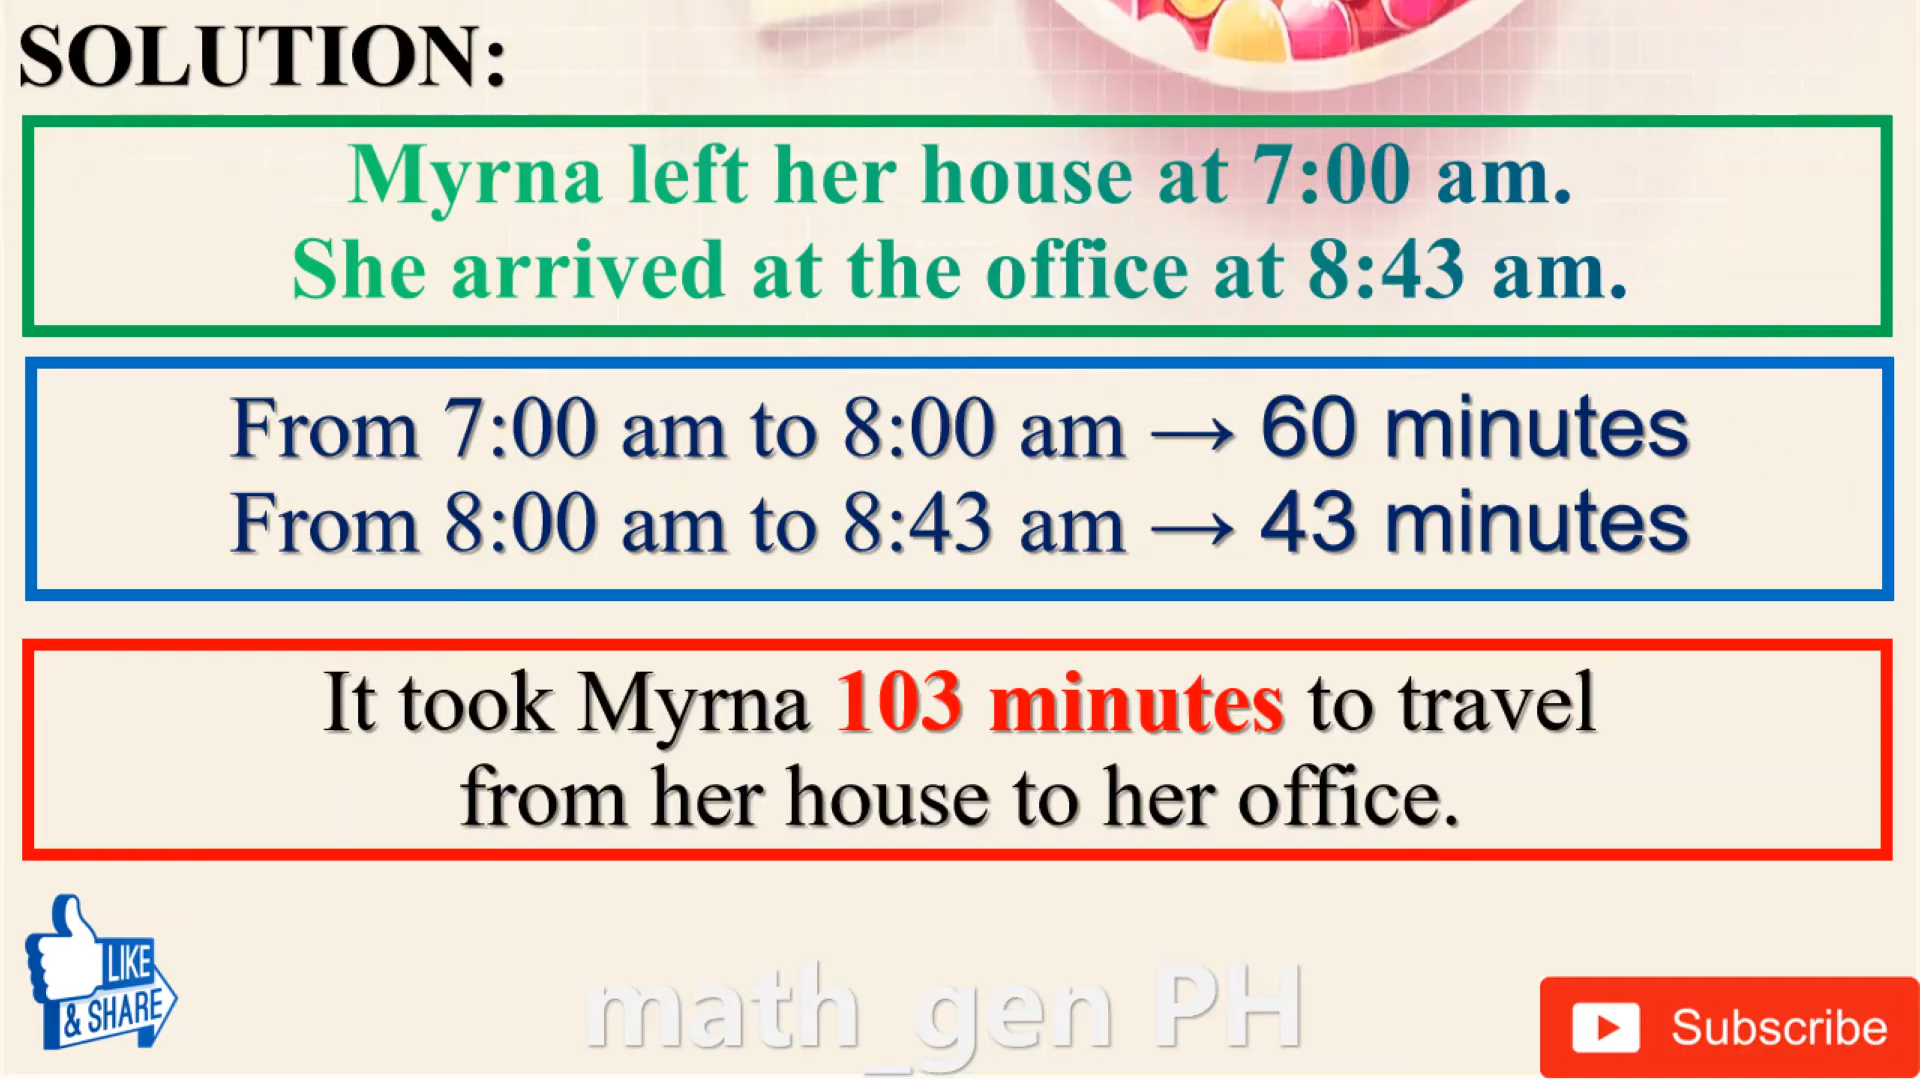 SOLUTION:
Myrna left her house at 7:00 am.
She arrived at the office at 8:43 am.
From 7:00 am to 8:00 am → 60 minutes
From 8:00 am to 8:43 am → 43 minutes
It took Myrna 103 minutes to travel
from her house to her office.
LIKE
& SHARE
math_gen PH
Subscribe